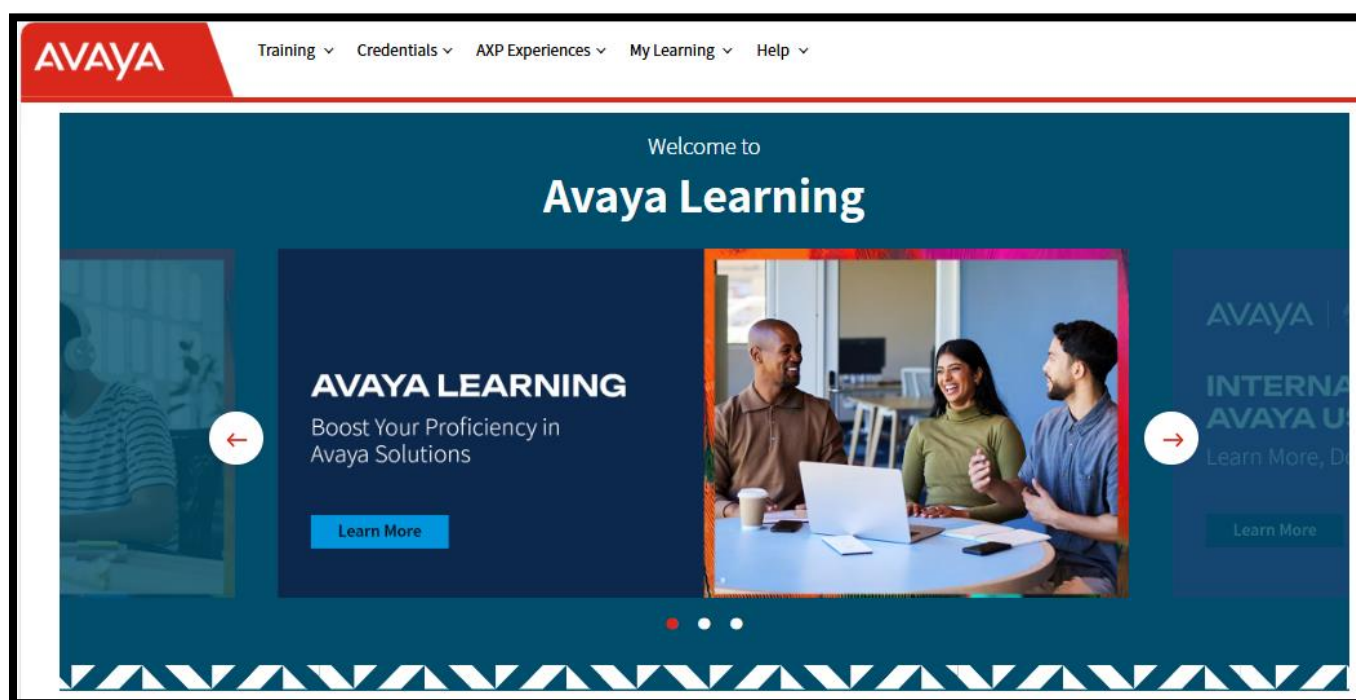 AVAYA
Training Credentials AXP Experiences My Learning Help
Welcome to
Avaya Learning
AVAYA LEARNING
Boost Your Proficiency in
Avaya Solutions
Learn More
AVAYA
INTERNA
AVAYA U
Learn More, D
Learn More